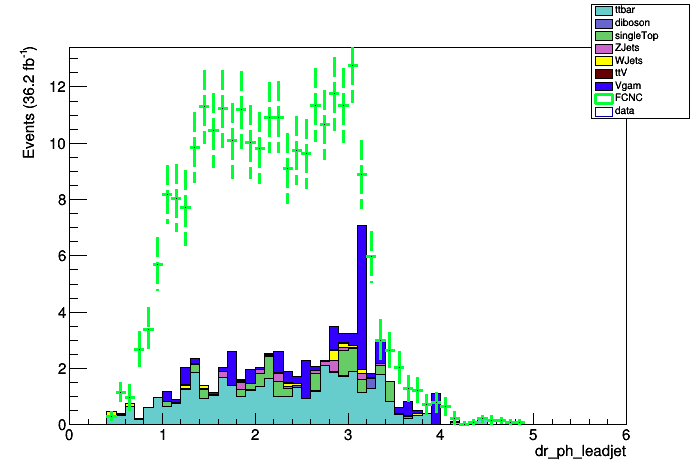 ttbar
diboson
singleTop
ZJets
WJets
ttV
Vgam
FCNC
data
Events (36.2 fb⁻¹)
12
10
8
6
4
2
0
0 1 2 3 4 5 6
dr_ph_leadjet